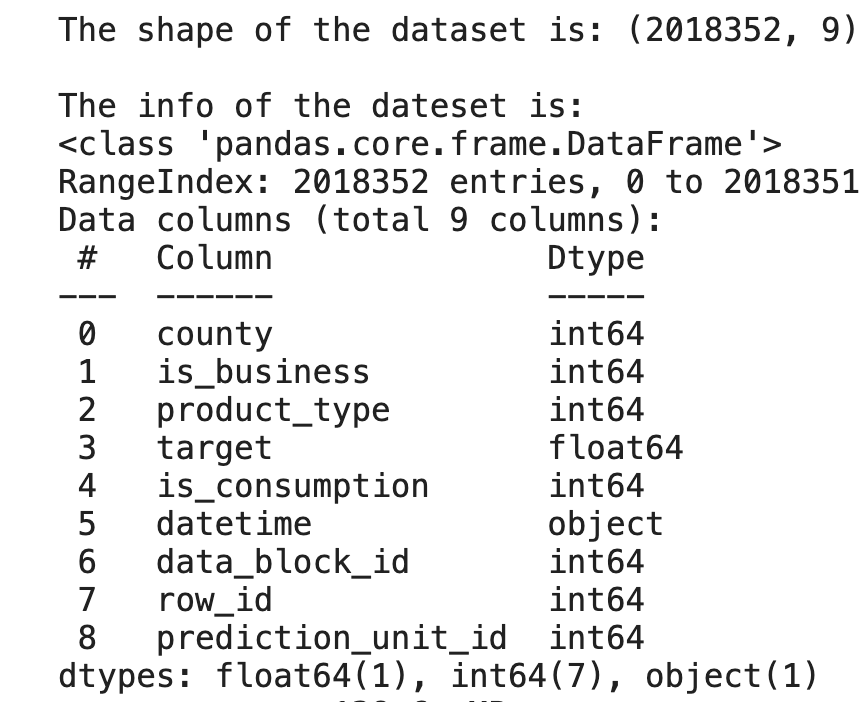 The shape of the dataset is: (2018352, 9)
The info of the dateset is:
<class 'pandas.core.frame.DataFrame'>
RangeIndex: 2018352 entries, 0 to 2018351
Data columns (total 9 columns):
 #   Column              Dtype
---  ------              -----
 0   county              int64
 1   is_business         int64
 2   product_type        int64
 3   target              float64
 4   is_consumption      int64
 5   datetime            object
 6   data_block_id       int64
 7   row_id              int64
 8   prediction_unit_id  int64
dtypes: float64(1), int64(7), object(1)